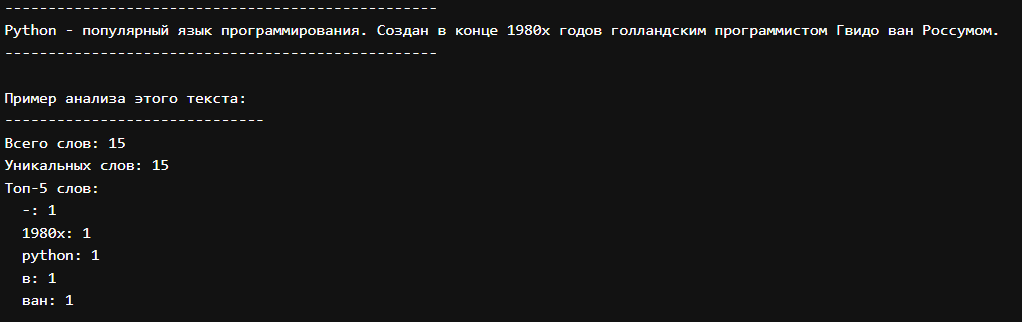 --------------------------------------------------
Python - популярный язык программирования. Создан в конце 1980х годов голландским программистом Гвидо ван Россумом.
--------------------------------------------------
Пример анализа этого текста:
------------------------------
Всего слов: 15
Уникальных слов: 15
Топ-5 слов:
-: 1
1980х: 1
python: 1
в: 1
ван: 1